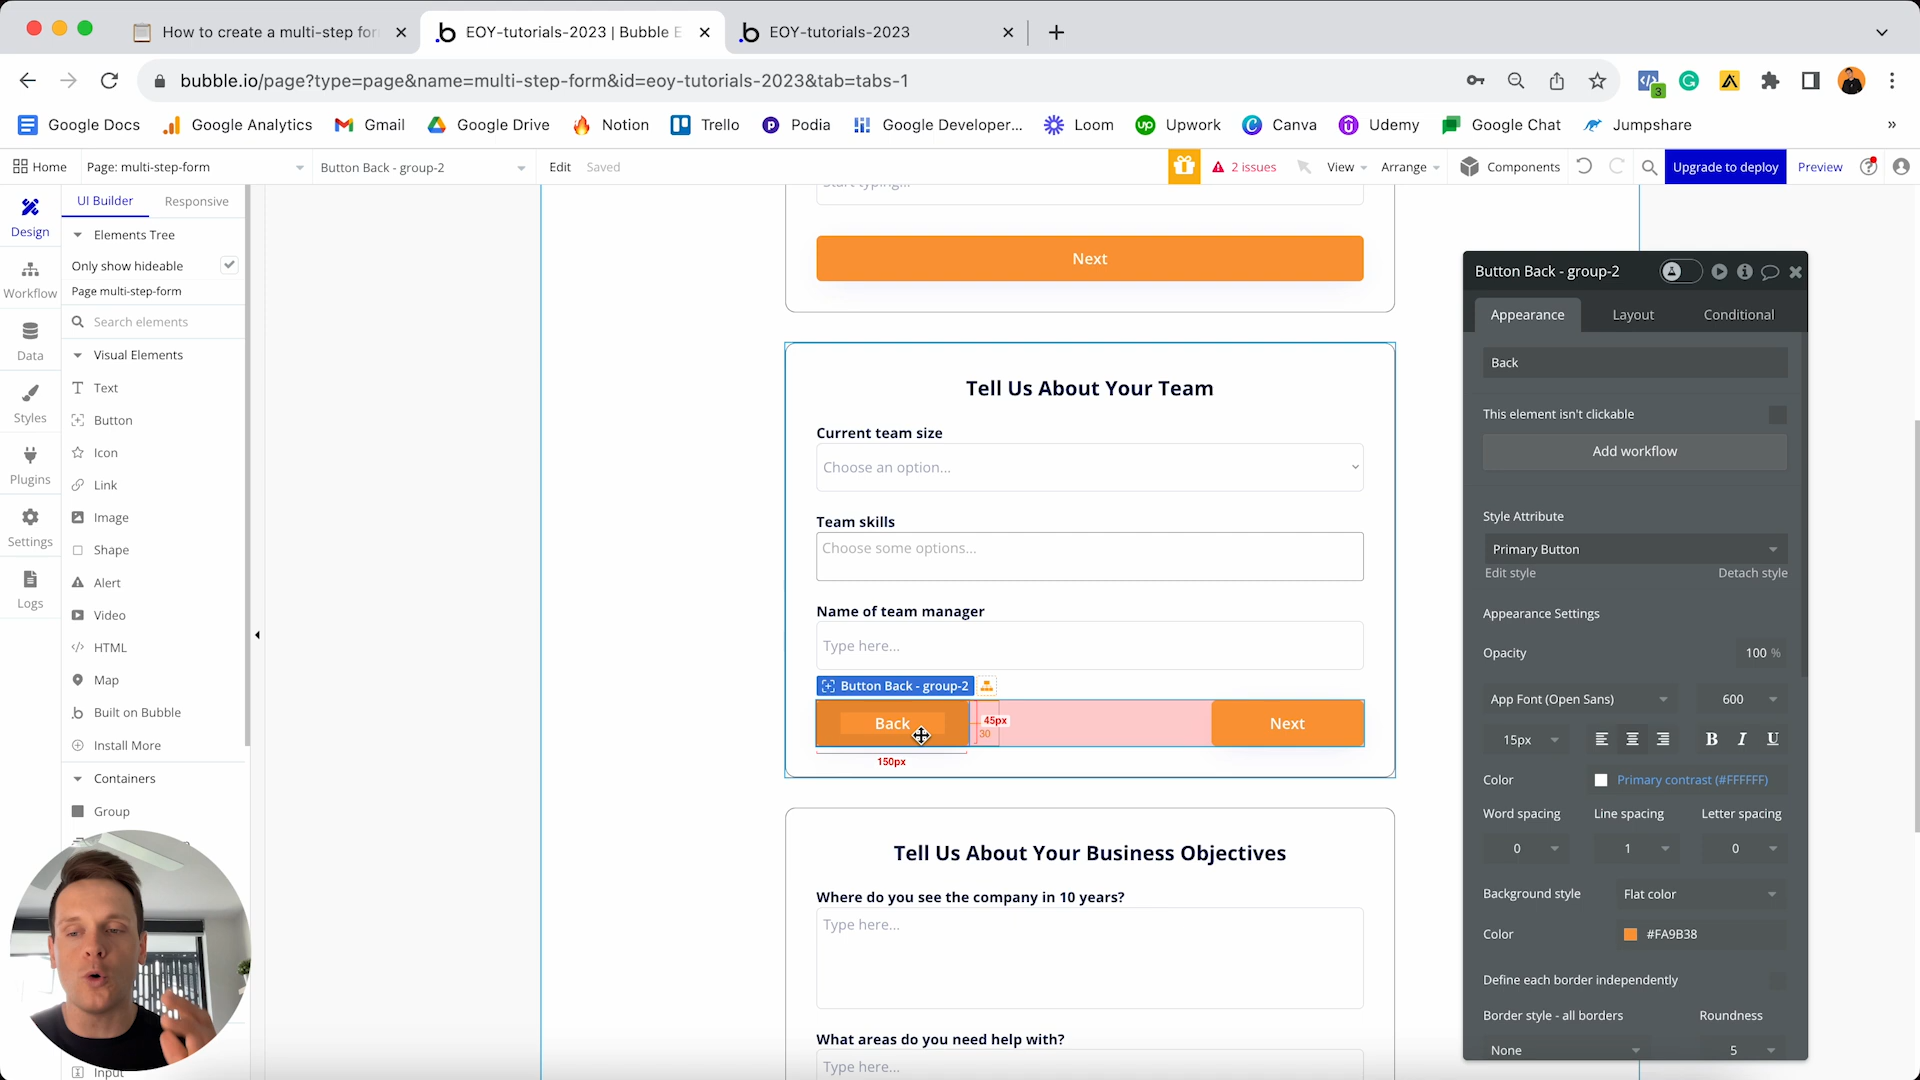 How to create a multi-step for
EOY-tutorials-2023 | Bubble E
EOY-tutorials-2023
bubble.io/page?type=page&name=multi-step-form&id=eoy-tutorials-2023&tab=tabs-1
3
Google Docs
Google Analytics
Gmail
Google Drive
Notion
Trello
Podia
Google Developer...
Loom
Upwork
Canva
Udemy
Google Chat
Jumpshare
»
Home
Page: multi-step-form
Button Back - group-2
Edit
Saved
2 issues
View
Arrange
Components
Upgrade to deploy
Preview
Design
Workflow
Data
Styles
Plugins
Settings
Logs
UI Builder
Responsive
Elements Tree
Only show hideable
Page multi-step-form
Search elements
Visual Elements
Text
Button
Icon
Link
Image
Shape
Alert
Video
HTML
Map
Built on Bubble
Install More
Containers
Group
Input
Start typing...
Next
Tell Us About Your Team
Current team size
Choose an option...
Team skills
Choose some options...
Name of team manager
Type here...
Button Back - group-2
Back
45px
30
Next
150px
Tell Us About Your Business Objectives
Where do you see the company in 10 years?
Type here...
What areas do you need help with?
Type here...
Button Back - group-2
Appearance
Layout
Conditional
Back
This element isn't clickable
Add workflow
Style Attribute
Primary Button
Edit style
Detach style
Appearance Settings
Opacity
100 %
App Font (Open Sans)
600
15px
B
I
U
Color
Primary contrast (#FFFFFF)
Word spacing
Line spacing
Letter spacing
0
1
0
Background style
Flat color
Color
#FA9B38
Define each border independently
Border style - all borders
Roundness
None
5